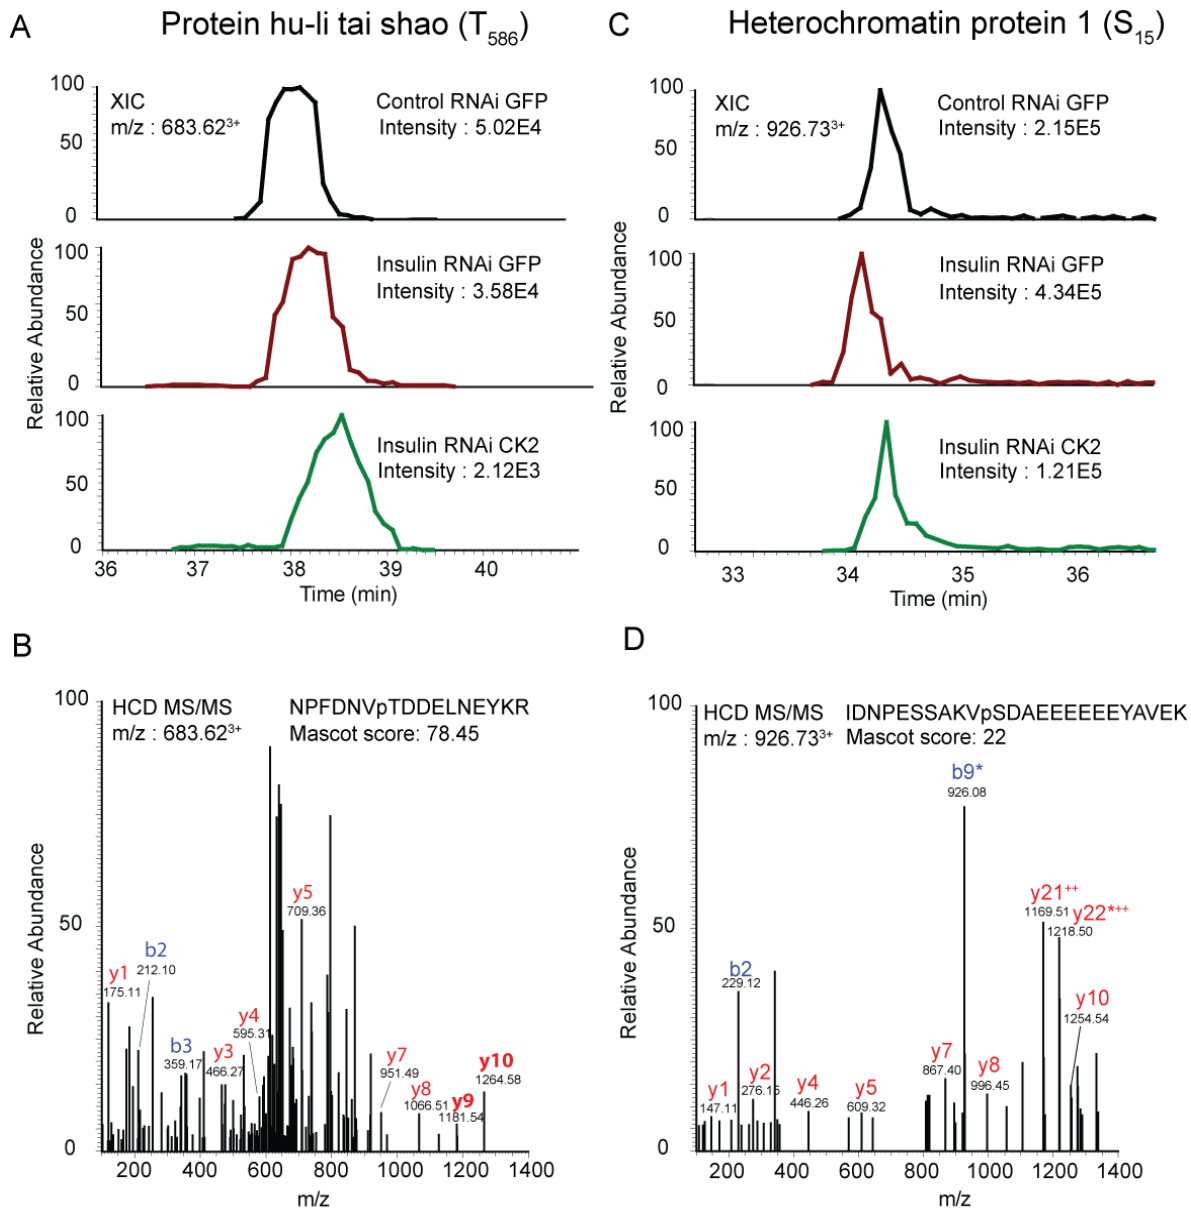 A
Protein hu-li tai shao (T586)
XIC
m/z : 683.62³⁺
Control RNAi GFP
Intensity : 5.02E4
100
50
0
Insulin RNAi GFP
Intensity : 3.58E4
100
50
0
Insulin RNAi CK2
Intensity : 2.12E3
100
50
0
Relative Abundance
36 37 38 39 40
Time (min)
C
Heterochromatin protein 1 (S15)
XIC
m/z : 926.73³⁺
Control RNAi GFP
Intensity : 2.15E5
100
50
0
Insulin RNAi GFP
Intensity : 4.34E5
100
50
0
Insulin RNAi CK2
Intensity : 1.21E5
100
50
0
Relative Abundance
33 34 35 36
Time (min)
B
HCD MS/MS
m/z : 683.62³⁺
NPFDNVpTDDELNEYKR
Mascot score: 78.45
100
50
0
Relative Abundance
y1
175.11
b2
212.10
b3
359.17
y3
466.27
y4
595.31
y5
709.36
y7
951.49
y8
1066.51
y9
1181.54
y10
1264.58
200 400 600 800 1000 1200 1400
m/z
D
HCD MS/MS
m/z : 926.73³⁺
IDNPESSAKVpSDAEEEEEEYAVEK
Mascot score: 22
100
50
0
Relative Abundance
y1
147.11
b2
229.12
y2
276.15
y4
446.26
y5
609.32
y7
867.40
b9*
926.08
y8
996.45
y21⁺⁺
1169.51
y22*⁺⁺
1218.50
y10
1254.54
200 400 600 800 1000 1200 1400
m/z